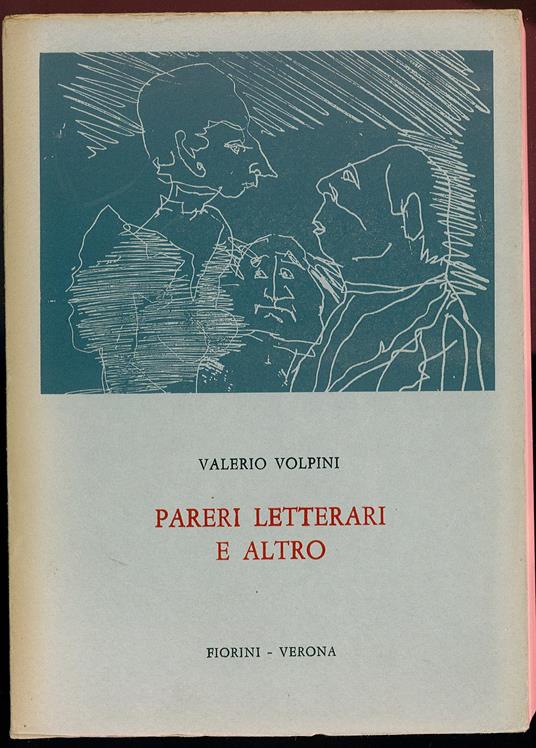 VALERIO VOLPINI
PARERI LETTERARI
E ALTRO
FIORINI - VERONA